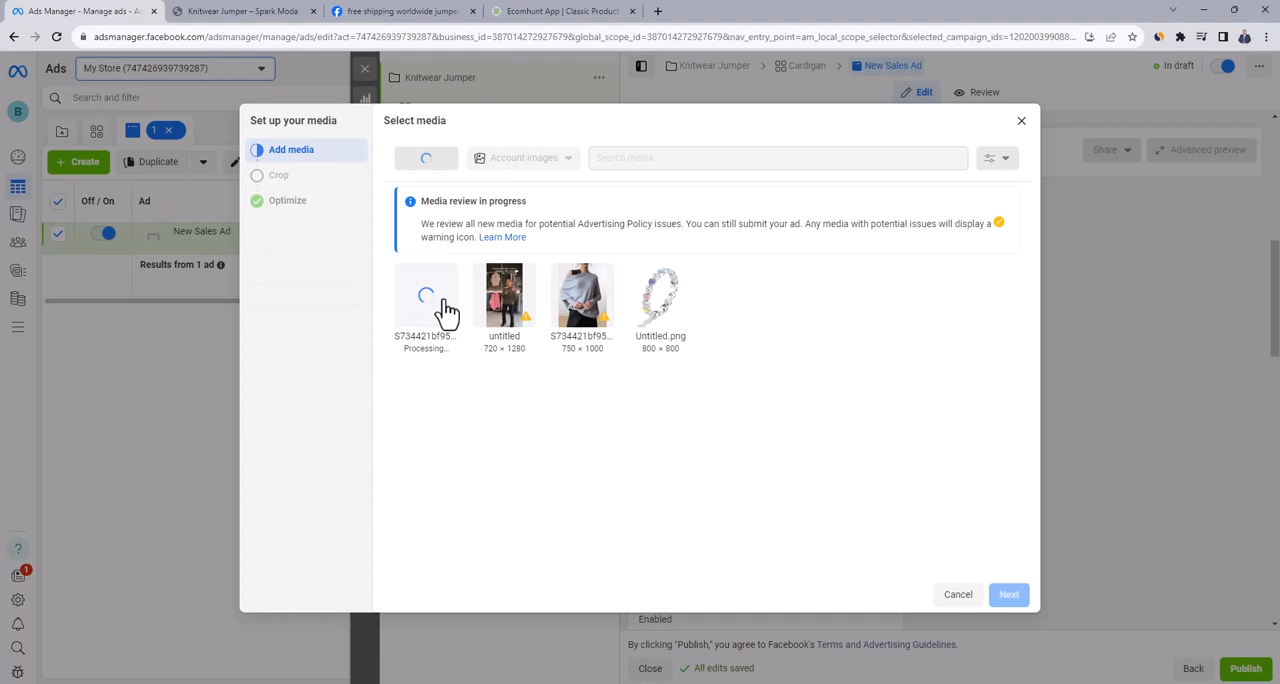 Ads Manager - Manage ads - Ad
Knitwear Jumper – Spark Moda
free shipping worldwide jumper
Ecomhunt App | Classic Product
adsmanager.facebook.com/adsmanager/manage/ads/edit?act=747426939739287&business_id=387014272927679&global_scope_id=387014272927679&nav_entry_point=am_local_scope_selector&selected_campaign_ids=120200399088...
Ads
My Store (747426939739287)
Knitwear Jumper
Knitwear Jumper
Cardigan
New Sales Ad
In draft
Search and filter
Edit
Review
B
1
Create
Duplicate
Off / On
Ad
New Sales Ad
Results from 1 ad
Set up your media
Add media
Crop
Optimize
Select media
Account images
Search media
Share
Advanced preview
Media review in progress
We review all new media for potential Advertising Policy issues. You can still submit your ad. Any media with potential issues will display a
warning icon. Learn More
S734421bf95...
Processing...
untitled
720 × 1280
S734421bf95...
750 × 1000
Untitled.png
800 × 800
Cancel
Next
1
Enabled
By clicking "Publish," you agree to Facebook's Terms and Advertising Guidelines.
Close
All edits saved
Back
Publish